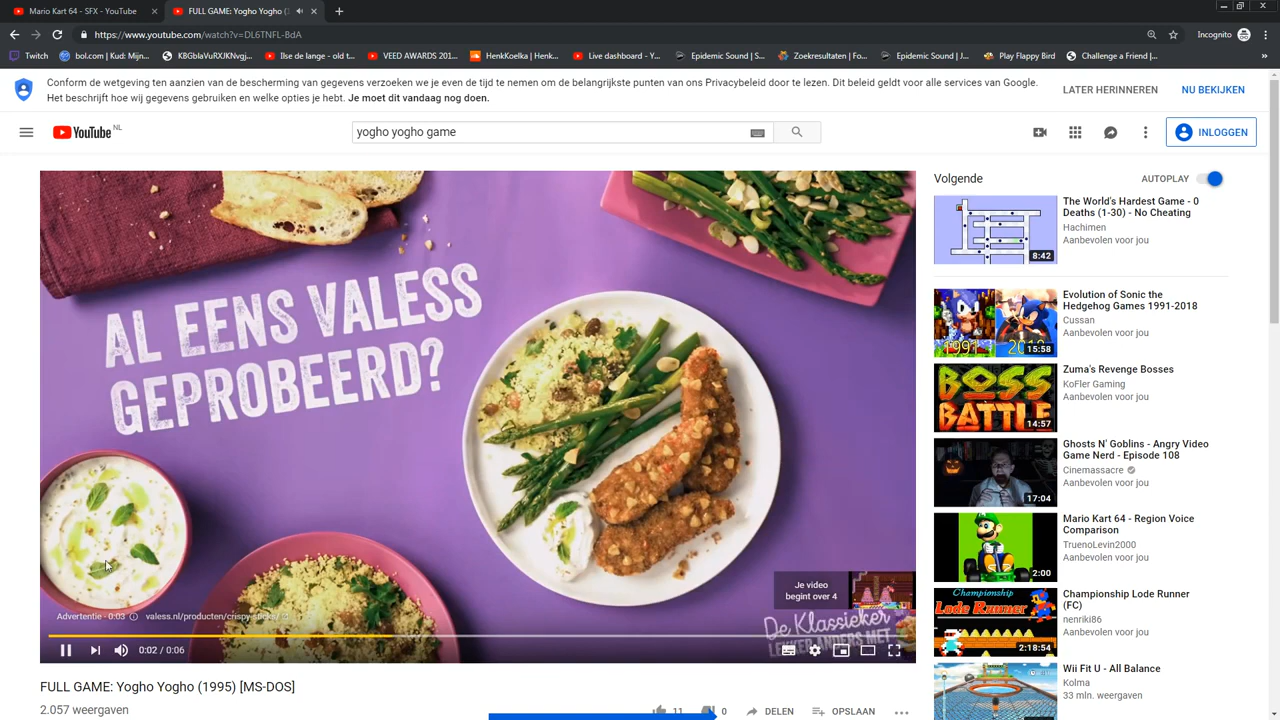 Mario Kart 64 - SFX - YouTube
FULL GAME: Yogho Yogho (1
https://www.youtube.com/watch?v=DL6TNFL-BdA
Incognito
Twitch
bol.com | Kud: Mijn...
KBGblaVuRJXJKNvgj...
Ilse de lange - old t...
VEED AWARDS 201...
HenkKoelka | Henk...
Live dashboard - Y...
Epidemic Sound | S...
Zoekresultaten | Fo...
Epidemic Sound | J...
Play Flappy Bird
Challenge a Friend |...
Conform de wetgeving ten aanzien van de bescherming van gegevens verzoeken we je even de tijd te nemen om de belangrijkste punten van ons Privacybeleid door te lezen. Dit beleid geldt voor alle services van Google.
Het beschrijft hoe wij gegevens gebruiken en welke opties je hebt. Je moet dit vandaag nog doen.
LATER HERINNEREN
NU BEKIJKEN
YouTube NL
yogho yogho game
INLOGGEN
AL EENS VALESS
GEPROBEERD?
Je video
begint over 4
Advertentie - 0:03
valess.nl/producten/crispy-sticks/
De Klassieker
LEKKER ANDERS MET
0:02 / 0:06
FULL GAME: Yogho Yogho (1995) [MS-DOS]
2.057 weergaven
11
0
DELEN
OPSLAAN
Volgende
AUTOPLAY
The World's Hardest Game - 0
Deaths (1-30) - No Cheating
Hachimen
Aanbevolen voor jou
8:42
Evolution of Sonic the
Hedgehog Games 1991-2018
Cussan
Aanbevolen voor jou
1991
15:58
Zuma's Revenge Bosses
KoFler Gaming
Aanbevolen voor jou
BOSS
BATTLE
14:57
Ghosts N' Goblins - Angry Video
Game Nerd - Episode 108
Cinemassacre
Aanbevolen voor jou
17:04
Mario Kart 64 - Region Voice
Comparison
TruenoLevin2000
Aanbevolen voor jou
2:00
Championship Lode Runner
(FC)
nenriki86
Aanbevolen voor jou
Championship
Lode Runner
2:18:54
Wii Fit U - All Balance
Kolma
33 mln. weergaven